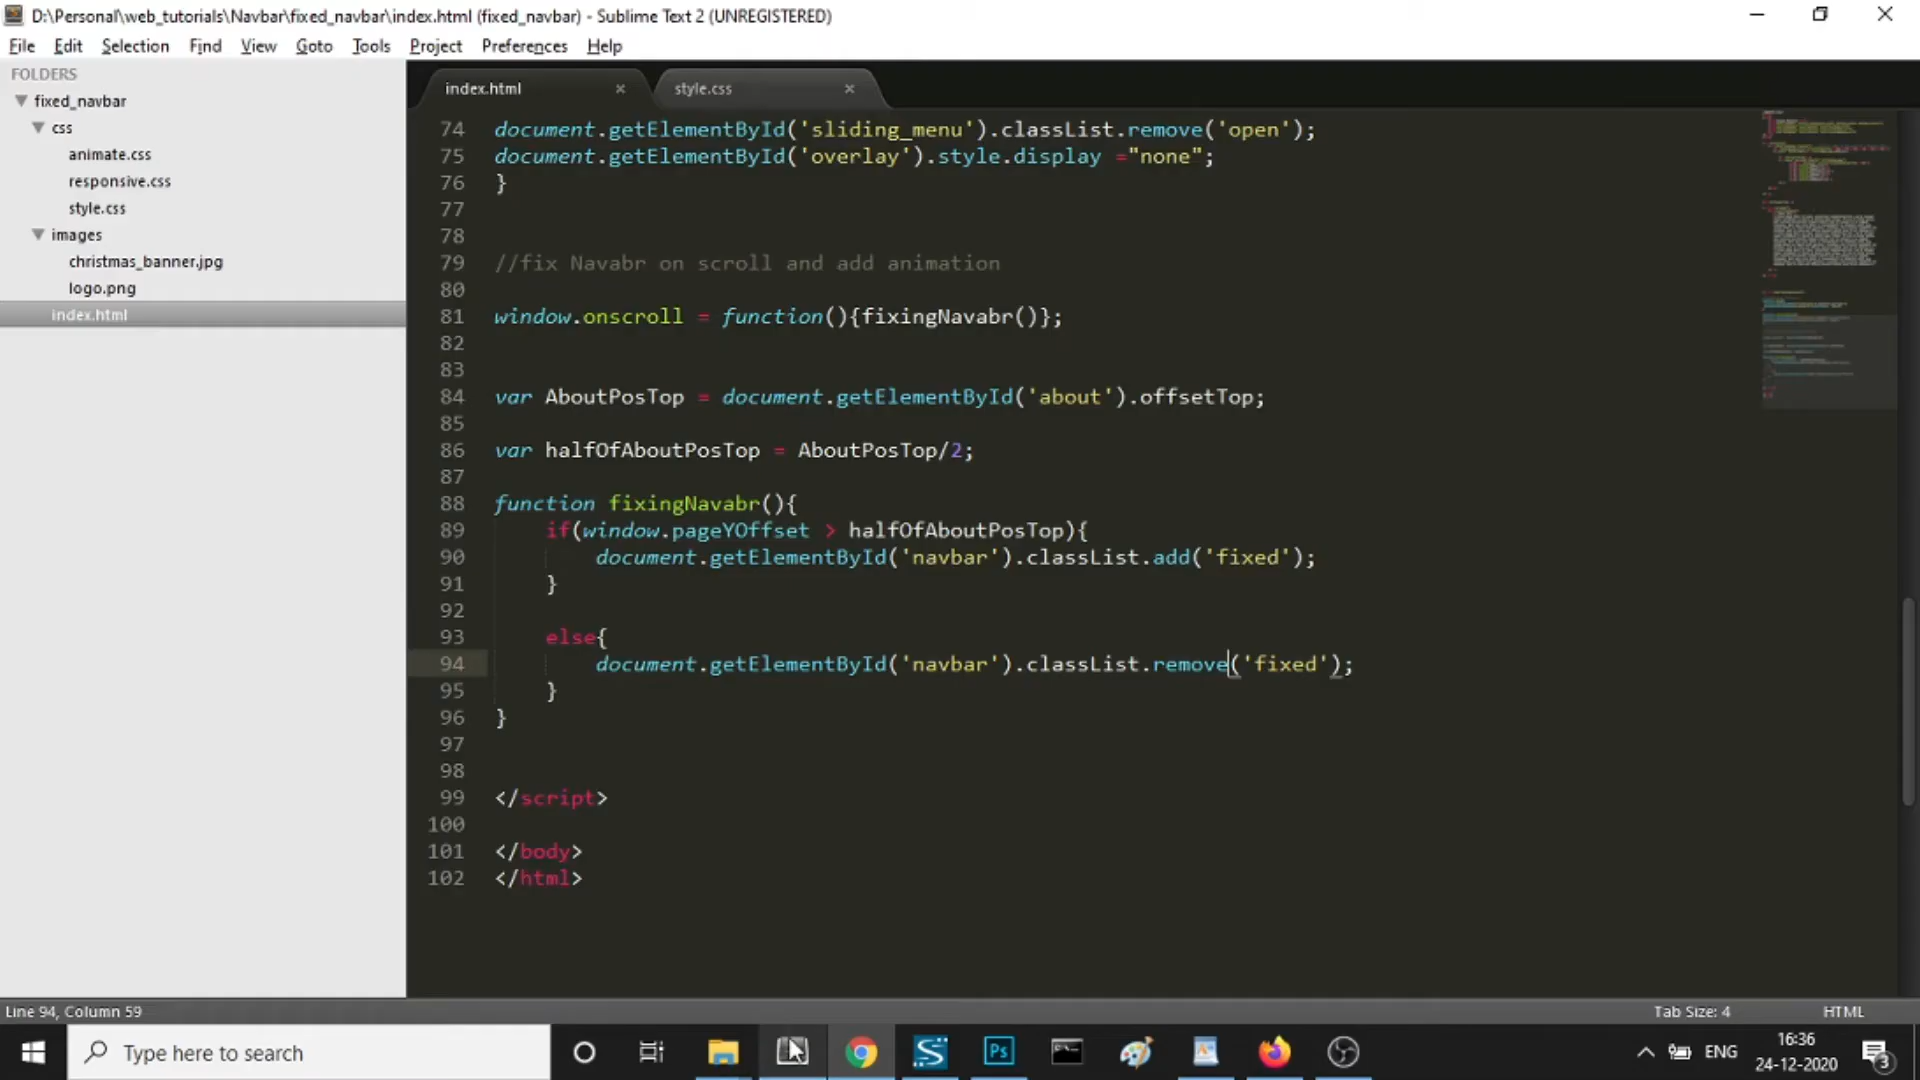 D:\Personal\web_tutorials\Navbar\fixed_navbar\index.html (fixed_navbar) - Sublime Text 2 (UNREGISTERED)
File Edit Selection Find View Goto Tools Project Preferences Help
FOLDERS
fixed_navbar
css
animate.css
responsive.css
style.css
images
christmas_banner.jpg
logo.png
index.html
index.html × style.css ×
74 document.getElementById('sliding_menu').classList.remove('open');
75 document.getElementById('overlay').style.display ="none";
76 }
77
78
79 //fix Navabr on scroll and add animation
80
81 window.onscroll = function(){fixingNavabr()};
82
83
84 var AboutPosTop = document.getElementById('about').offsetTop;
85
86 var halfOfAboutPosTop = AboutPosTop/2;
87
88 function fixingNavabr(){
89 if(window.pageYOffset > halfOfAboutPosTop){
90 document.getElementById('navbar').classList.add('fixed');
91 }
92
93 else{
94 document.getElementById('navbar').classList.remove('fixed');
95 }
96 }
97
98
99 </script>
100
101 </body>
102 </html>
Line 94, Column 59 Tab Size: 4 HTML
Type here to search
Ps
ENG
16:36
24-12-2020
3